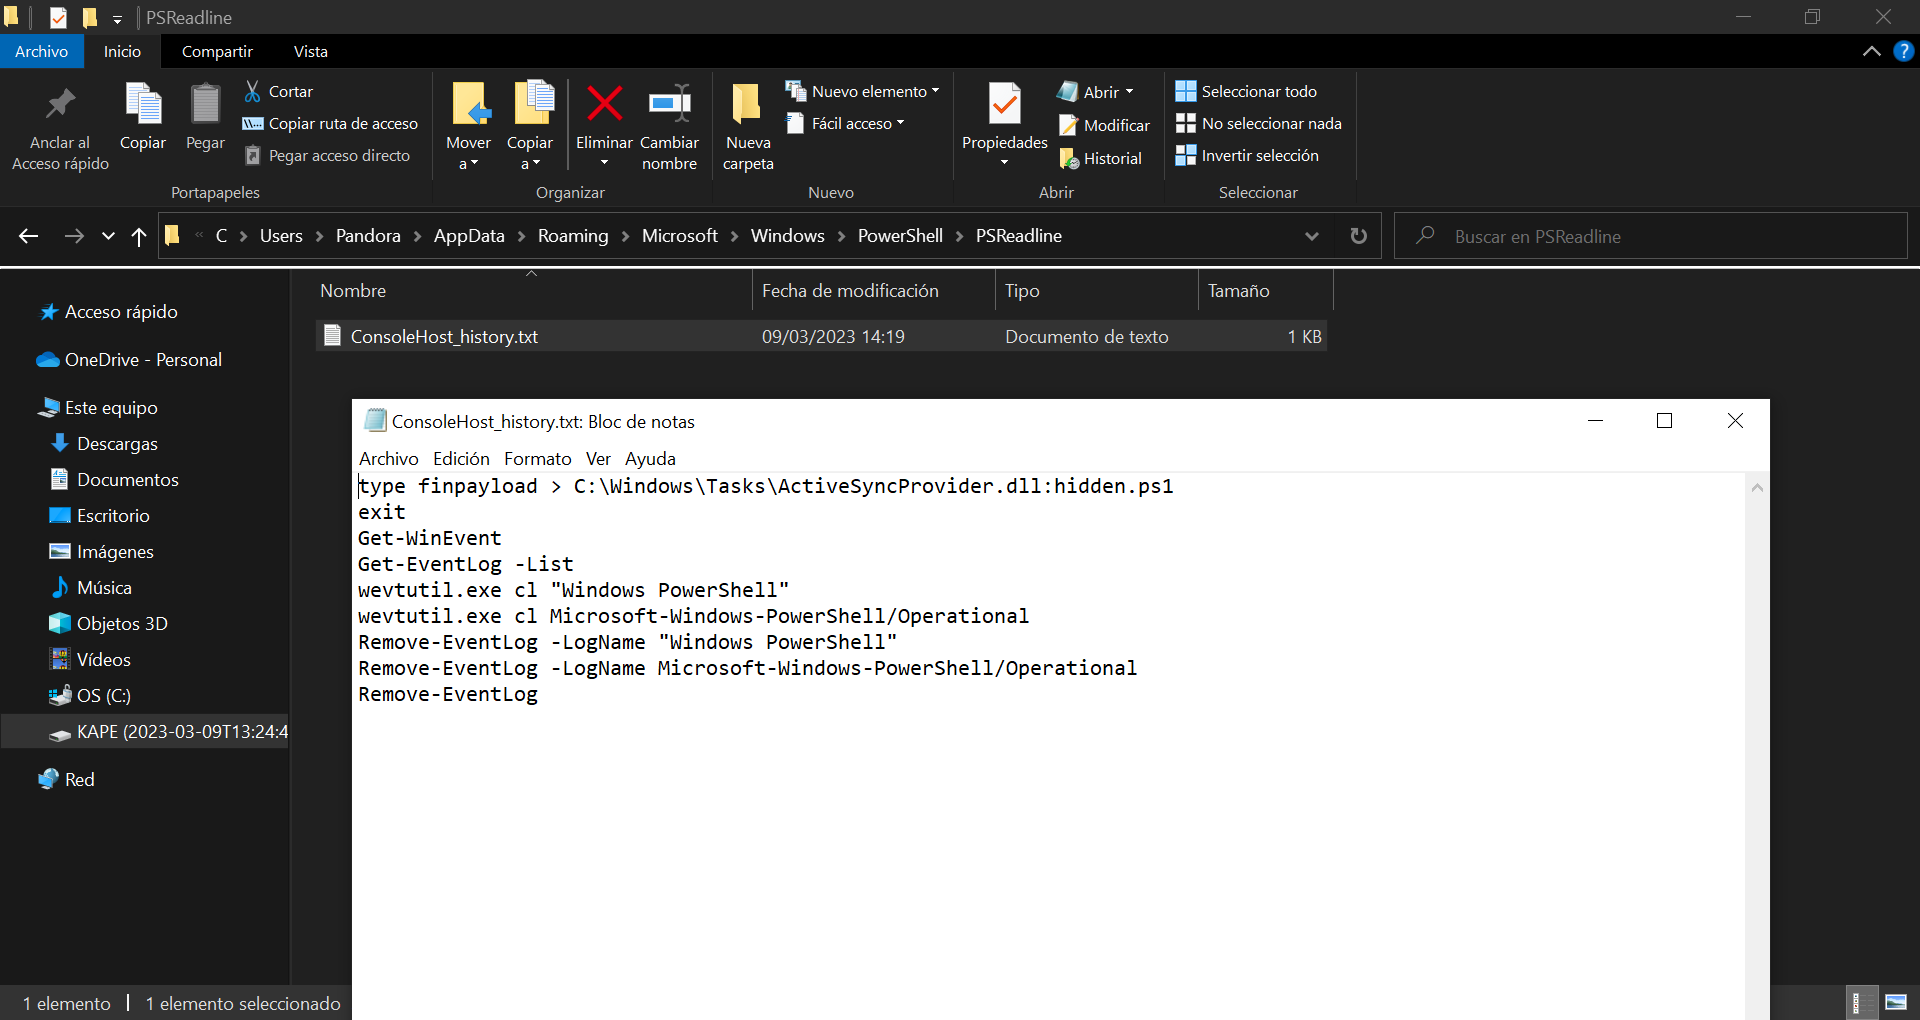 PSReadline
Archivo Inicio Compartir Vista
Anclar al
Acceso rápido
Copiar
Pegar
Cortar
Copiar ruta de acceso
Pegar acceso directo
Portapapeles
Mover
a
Copiar
a
Eliminar
Cambiar
nombre
Organizar
Nueva
carpeta
Nuevo elemento
Fácil acceso
Nuevo
Propiedades
Abrir
Modificar
Historial
Abrir
Seleccionar todo
No seleccionar nada
Invertir selección
Seleccionar
« C > Users > Pandora > AppData > Roaming > Microsoft > Windows > PowerShell > PSReadline
Buscar en PSReadline
Acceso rápido
OneDrive - Personal
Este equipo
Descargas
Documentos
Escritorio
Imágenes
Música
Objetos 3D
Vídeos
OS (C:)
KAPE (2023-03-09T13:24:4
Red
Nombre Fecha de modificación Tipo Tamaño
ConsoleHost_history.txt 09/03/2023 14:19 Documento de texto 1 KB
ConsoleHost_history.txt: Bloc de notas
Archivo Edición Formato Ver Ayuda
type finpayload > C:\Windows\Tasks\ActiveSyncProvider.dll:hidden.ps1
exit
Get-WinEvent
Get-EventLog -List
wevtutil.exe cl "Windows PowerShell"
wevtutil.exe cl Microsoft-Windows-PowerShell/Operational
Remove-EventLog -LogName "Windows PowerShell"
Remove-EventLog -LogName Microsoft-Windows-PowerShell/Operational
Remove-EventLog
1 elemento | 1 elemento seleccionado